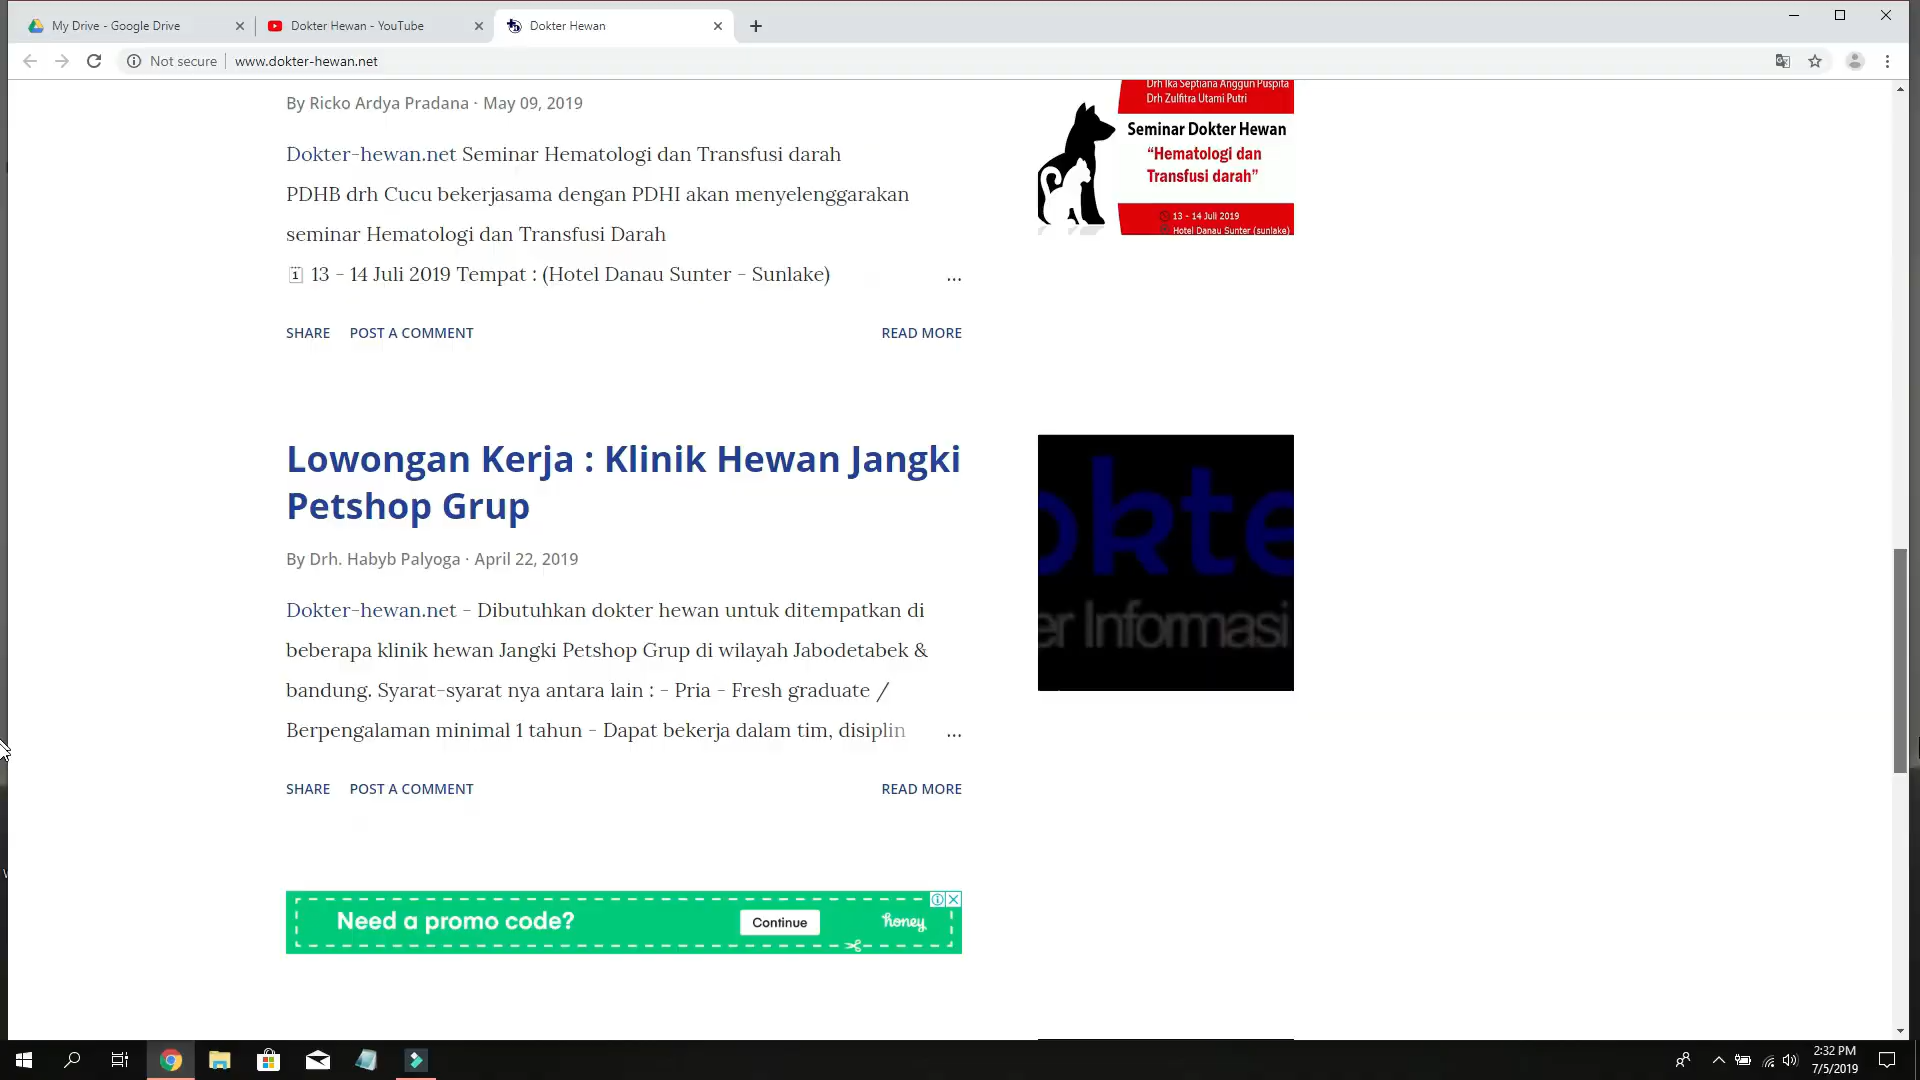 My Drive - Google Drive
Dokter Hewan - YouTube
Dokter Hewan
Not secure
www.dokter-hewan.net
By Ricko Ardya Pradana · May 09, 2019
Dokter-hewan.net Seminar Hematologi dan Transfusi darah
PDHB drh Cucu bekerjasama dengan PDHI akan menyelenggarakan
seminar Hematologi dan Transfusi Darah
13 - 14 Juli 2019 Tempat : (Hotel Danau Sunter - Sunlake)
...
SHARE
POST A COMMENT
READ MORE
Drh Ika Septiana Anggun Puspita
Drh Zulfitra Utami Putri
Seminar Dokter Hewan
“Hematologi dan
Transfusi darah”
13 - 14 Juli 2019
Hotel Danau Sunter (sunlake)
Lowongan Kerja : Klinik Hewan Jangki
Petshop Grup
By Drh. Habyb Palyoga · April 22, 2019
Dokter-hewan.net - Dibutuhkan dokter hewan untuk ditempatkan di
beberapa klinik hewan Jangki Petshop Grup di wilayah Jabodetabek &
bandung. Syarat-syarat nya antara lain : - Pria - Fresh graduate /
Berpengalaman minimal 1 tahun - Dapat bekerja dalam tim, disiplin
...
SHARE
POST A COMMENT
READ MORE
okte
er Informasi
Need a promo code?
Continue
honey
2:32 PM
7/5/2019